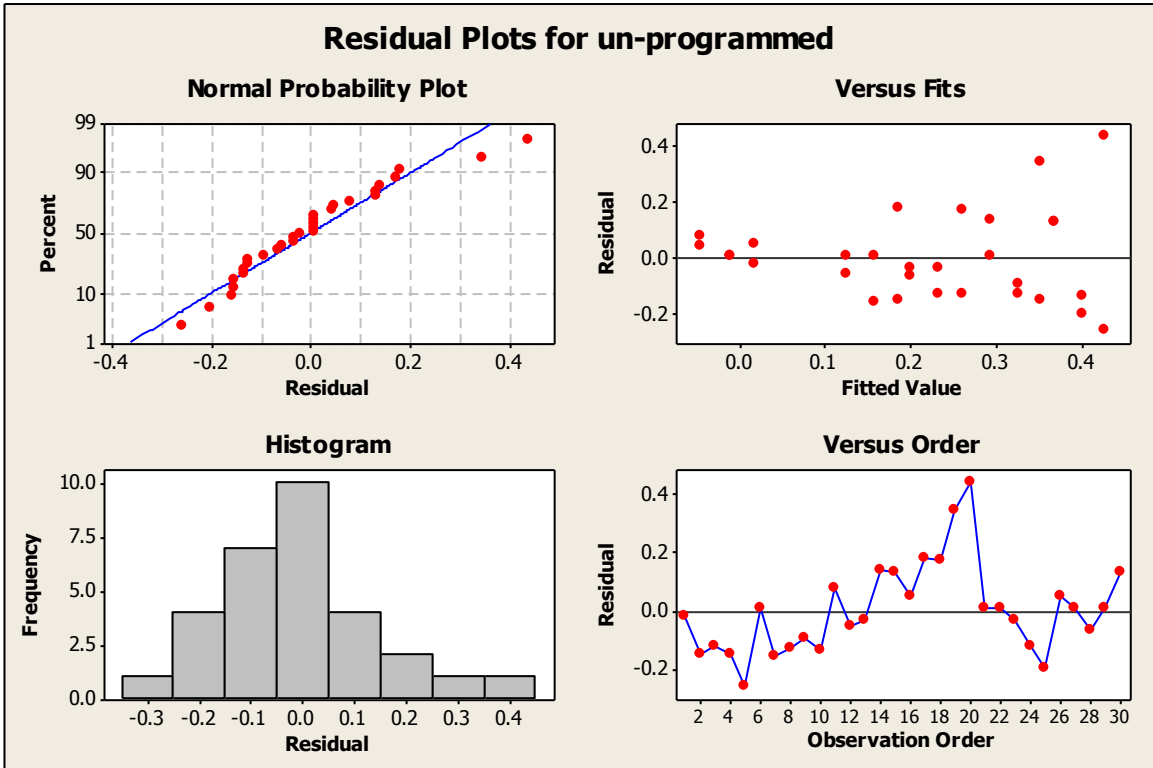 Residual Plots for un-programmed
Normal Probability Plot
99
90
50
10
1
Percent
-0.4 -0.2 0.0 0.2 0.4
Residual
Versus Fits
0.4
0.2
0.0
-0.2
Residual
0.0 0.1 0.2 0.3 0.4
Fitted Value
Histogram
10.0
7.5
5.0
2.5
0.0
Frequency
-0.3 -0.2 -0.1 0.0 0.1 0.2 0.3 0.4
Residual
Versus Order
0.4
0.2
0.0
-0.2
Residual
2 4 6 8 10 12 14 16 18 20 22 24 26 28 30
Observation Order